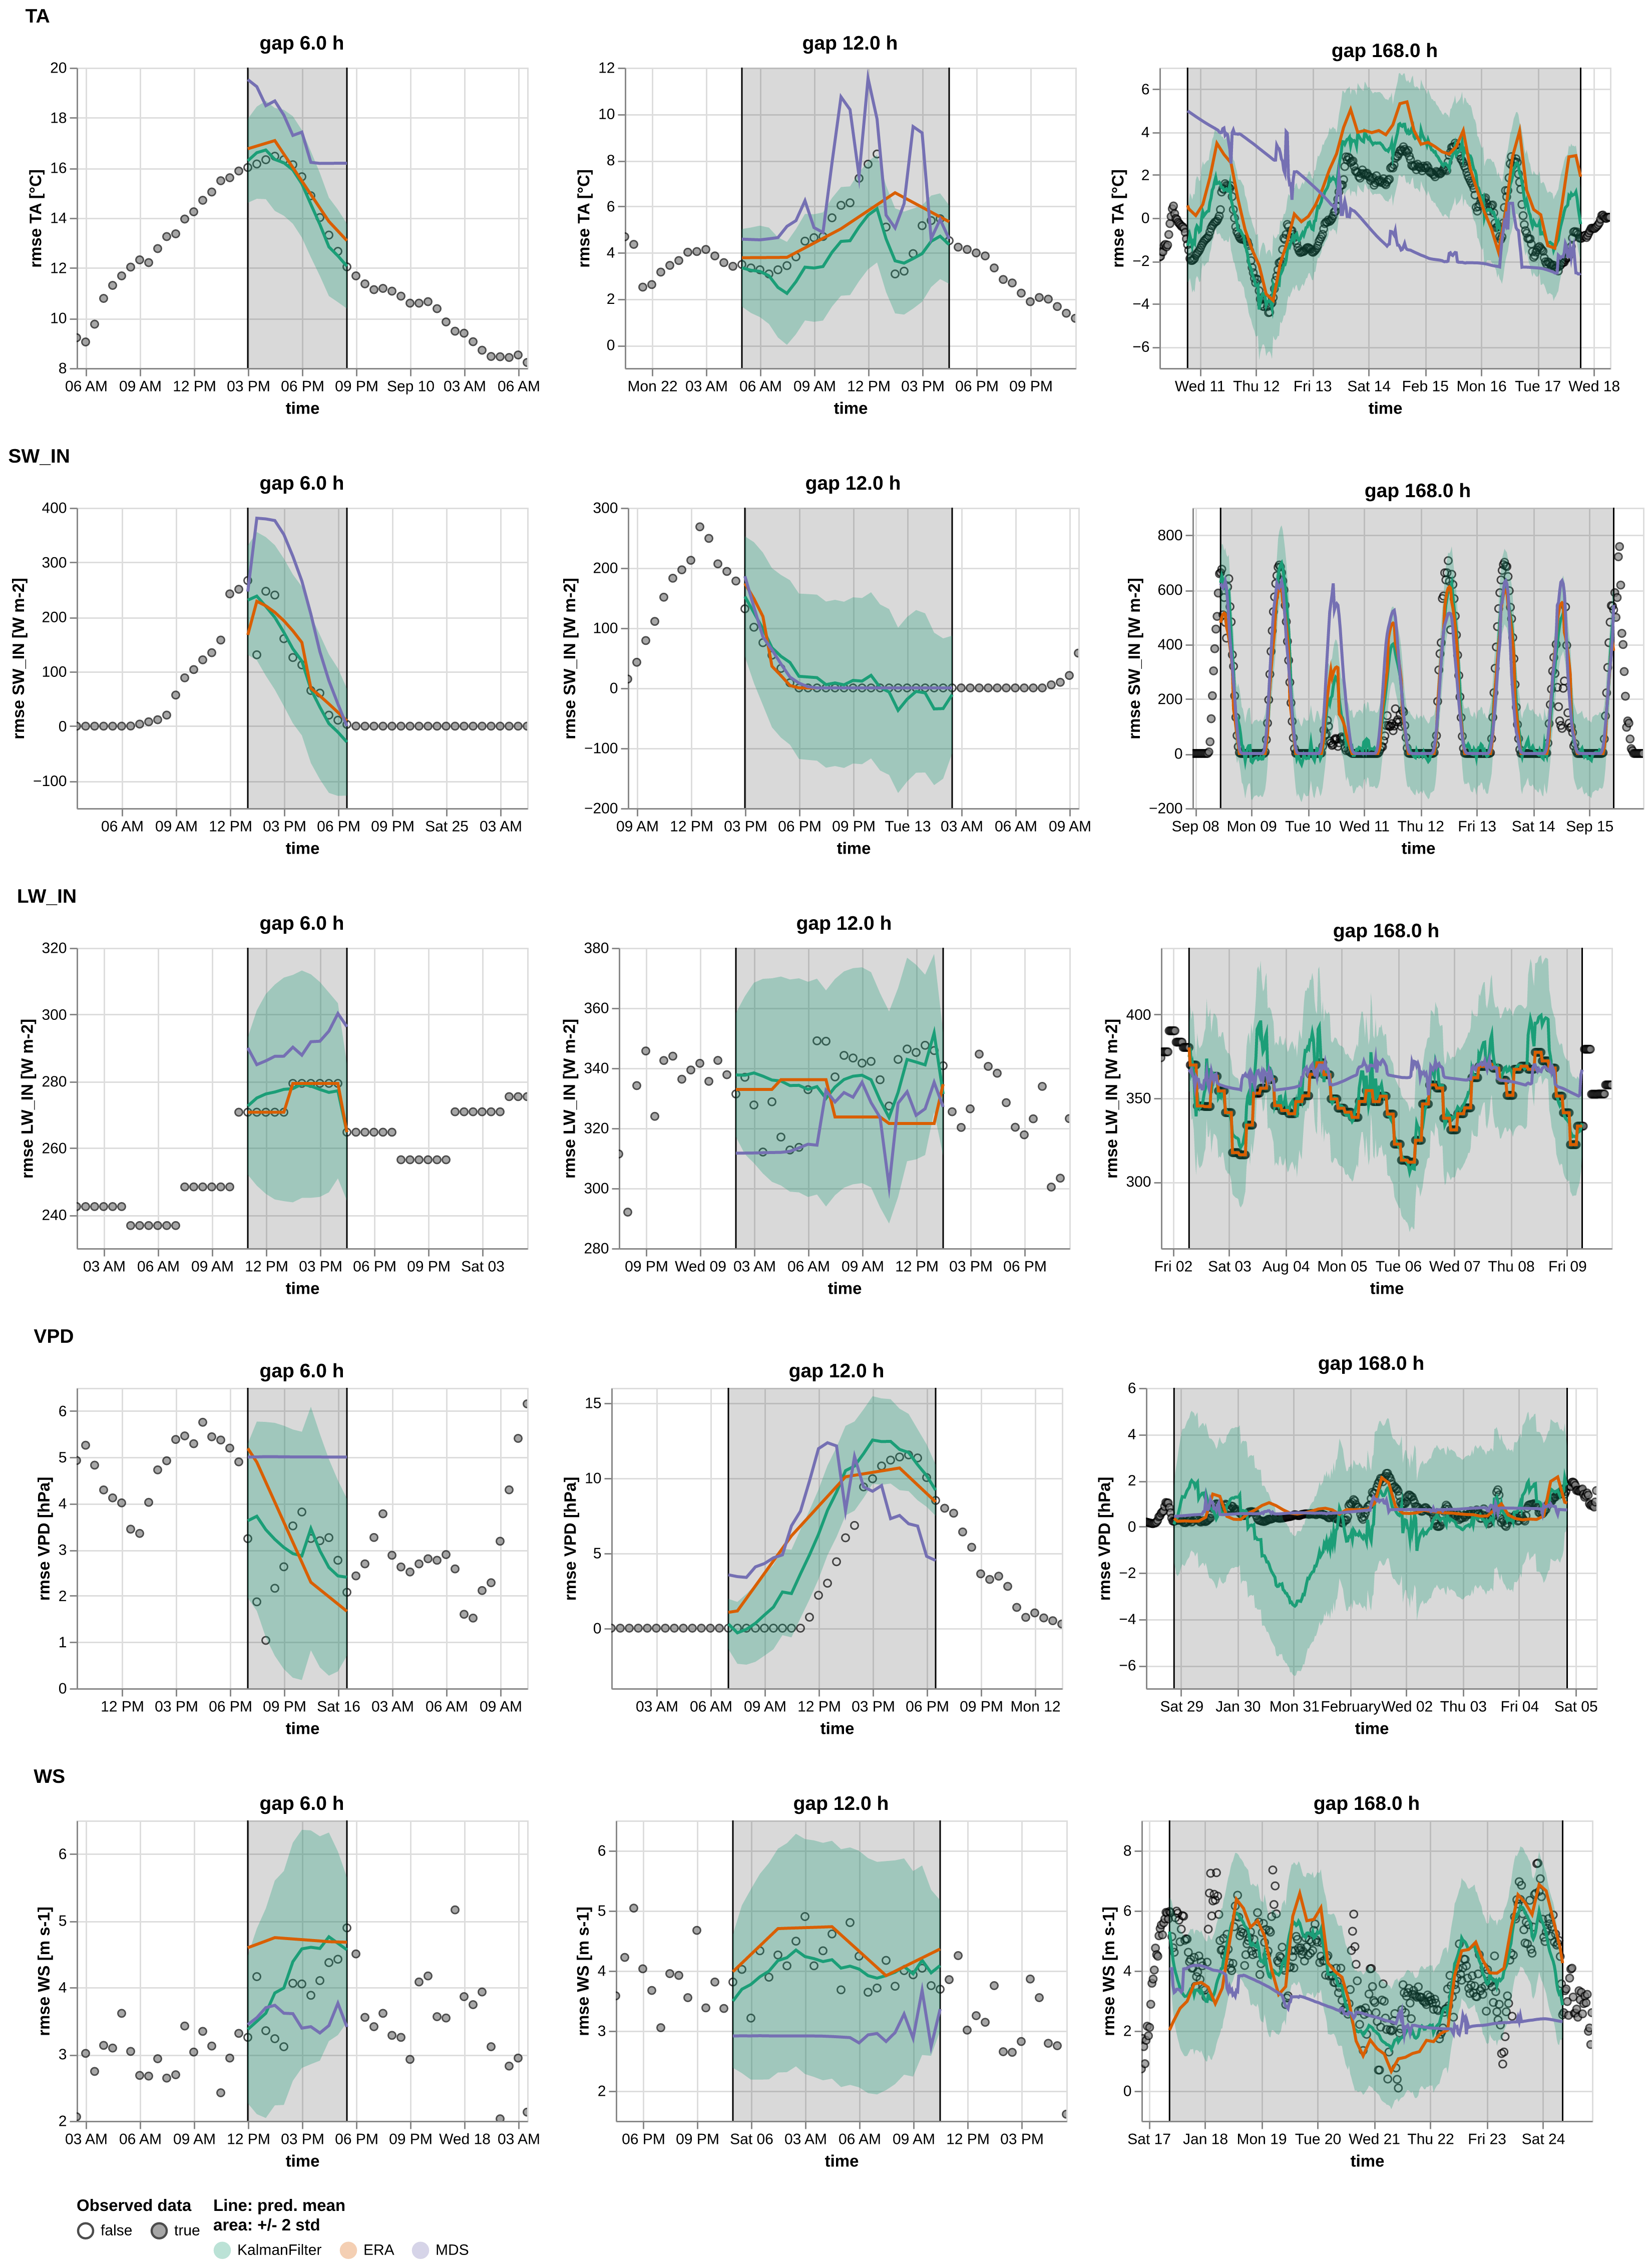 TA
gap 6.0 h
gap 12.0 h
gap 168.0 h
rmse TA [°C]
20
18
16
14
12
10
8
06 AM 09 AM 12 PM 03 PM 06 PM 09 PM Sep 10 03 AM 06 AM
time
rmse TA [°C]
12
10
8
6
4
2
0
Mon 22 03 AM 06 AM 09 AM 12 PM 03 PM 06 PM 09 PM
time
rmse TA [°C]
6
4
2
0
−2
−4
−6
Wed 11 Thu 12 Fri 13 Sat 14 Feb 15 Mon 16 Tue 17 Wed 18
time
SW_IN
gap 6.0 h
gap 12.0 h
gap 168.0 h
rmse SW_IN [W m-2]
400
300
200
100
0
−100
06 AM 09 AM 12 PM 03 PM 06 PM 09 PM Sat 25 03 AM
time
rmse SW_IN [W m-2]
300
200
100
0
−100
−200
09 AM 12 PM 03 PM 06 PM 09 PM Tue 13 03 AM 06 AM 09 AM
time
rmse SW_IN [W m-2]
800
600
400
200
0
−200
Sep 08 Mon 09 Tue 10 Wed 11 Thu 12 Fri 13 Sat 14 Sep 15
time
LW_IN
gap 6.0 h
gap 12.0 h
gap 168.0 h
rmse LW_IN [W m-2]
320
300
280
260
240
03 AM 06 AM 09 AM 12 PM 03 PM 06 PM 09 PM Sat 03
time
rmse LW_IN [W m-2]
380
360
340
320
300
280
09 PM Wed 09 03 AM 06 AM 09 AM 12 PM 03 PM 06 PM
time
rmse LW_IN [W m-2]
400
350
300
Fri 02 Sat 03 Aug 04 Mon 05 Tue 06 Wed 07 Thu 08 Fri 09
time
VPD
gap 6.0 h
gap 12.0 h
gap 168.0 h
rmse VPD [hPa]
6
5
4
3
2
1
0
12 PM 03 PM 06 PM 09 PM Sat 16 03 AM 06 AM 09 AM
time
rmse VPD [hPa]
15
10
5
0
03 AM 06 AM 09 AM 12 PM 03 PM 06 PM 09 PM Mon 12
time
rmse VPD [hPa]
6
4
2
0
−2
−4
−6
Sat 29 Jan 30 Mon 31 February Wed 02 Thu 03 Fri 04 Sat 05
time
WS
gap 6.0 h
gap 12.0 h
gap 168.0 h
rmse WS [m s-1]
6
5
4
3
2
03 AM 06 AM 09 AM 12 PM 03 PM 06 PM 09 PM Wed 18 03 AM
time
rmse WS [m s-1]
6
5
4
3
2
06 PM 09 PM Sat 06 03 AM 06 AM 09 AM 12 PM 03 PM
time
rmse WS [m s-1]
8
6
4
2
0
Sat 17 Jan 18 Mon 19 Tue 20 Wed 21 Thu 22 Fri 23 Sat 24
time
Observed data
false true
Line: pred. mean
area: +/- 2 std
KalmanFilter ERA MDS